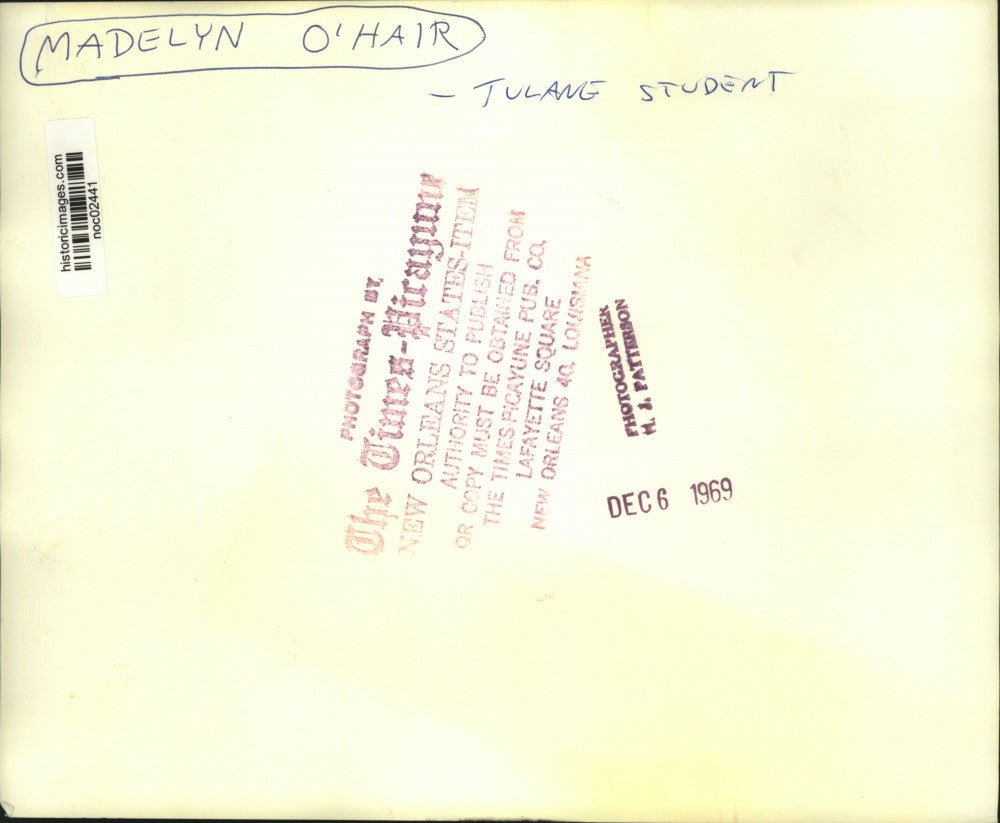 MADELYN O'HAIR
- TULANE STUDENT
historicimages.com
noc02441
PHOTOGRAPH BY
The Times-Picayune
NEW ORLEANS STATES-ITEM
AUTHORITY TO PUBLISH
OR COPY MUST BE OBTAINED FROM
THE TIMES PICAYUNE PUB. CO.
LAFAYETTE SQUARE
NEW ORLEANS 40, LOUISIANA
PHOTOGRAPHER
H. J. PATTERSON
DEC 6 1969